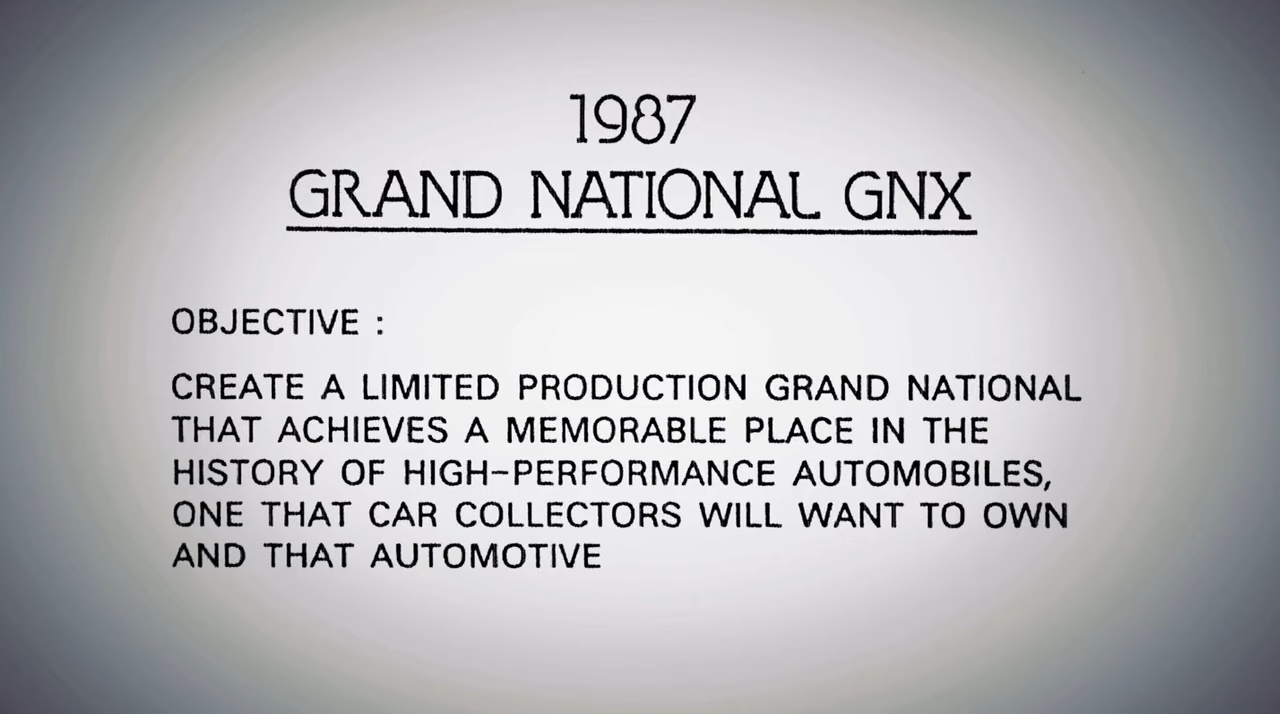 1987
GRAND NATIONAL GNX
OBJECTIVE :
CREATE A LIMITED PRODUCTION GRAND NATIONAL
THAT ACHIEVES A MEMORABLE PLACE IN THE
HISTORY OF HIGH-PERFORMANCE AUTOMOBILES,
ONE THAT CAR COLLECTORS WILL WANT TO OWN
AND THAT AUTOMOTIVE